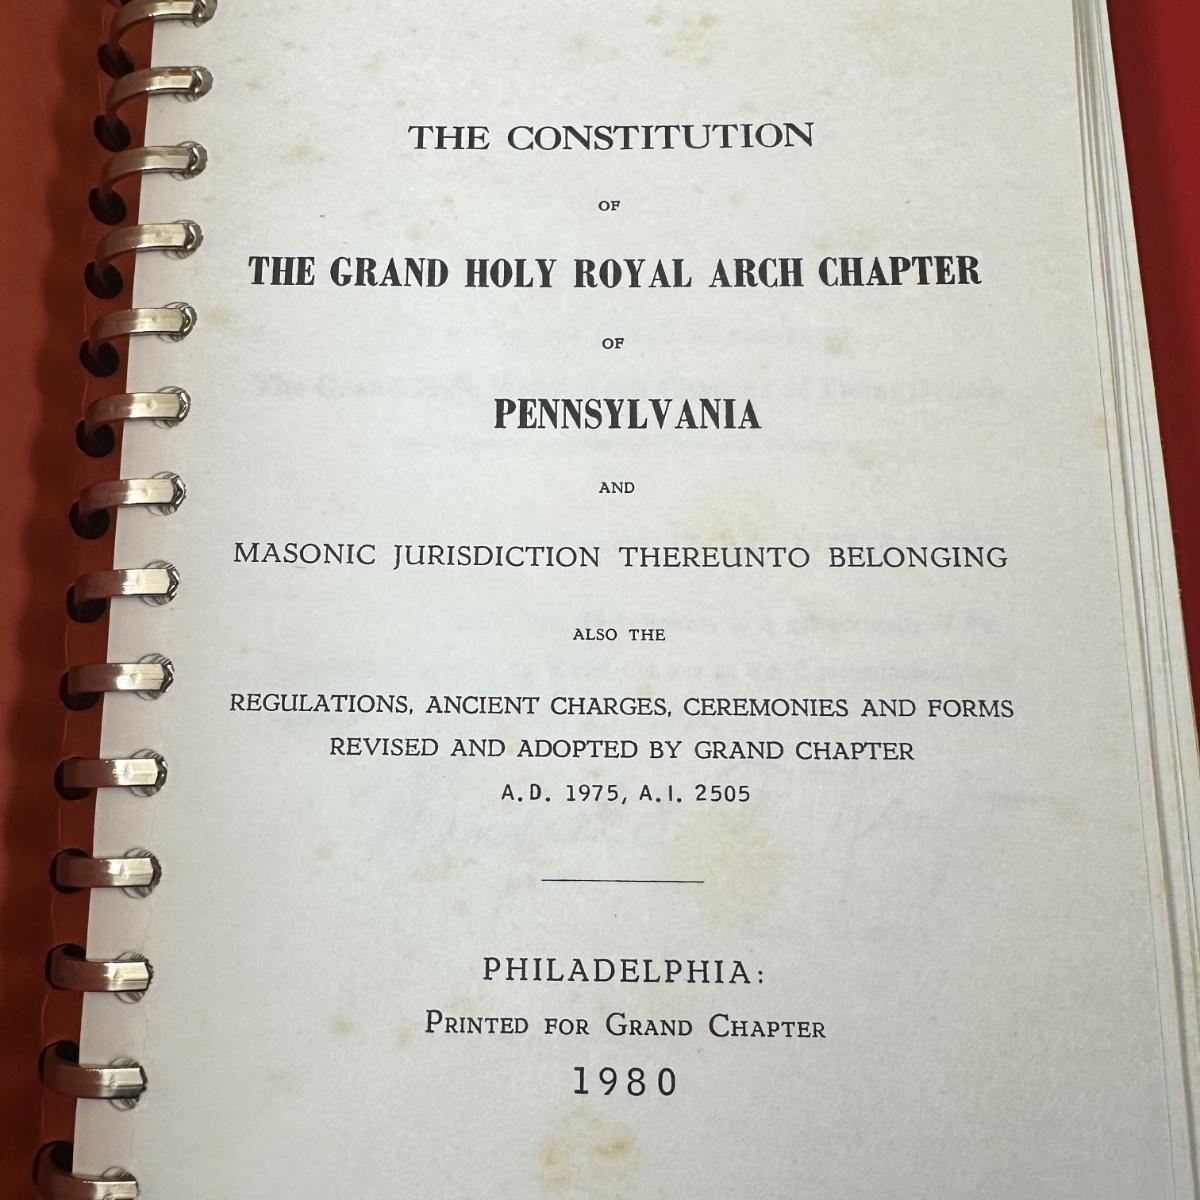 THE CONSTITUTION
OF
THE GRAND HOLY ROYAL ARCH CHAPTER
OF
PENNSYLVANIA
AND
MASONIC JURISDICTION THEREUNTO BELONGING
ALSO THE
REGULATIONS, ANCIENT CHARGES, CEREMONIES AND FORMS
REVISED AND ADOPTED BY GRAND CHAPTER
A.D. 1975, A.I. 2505
PHILADELPHIA:
PRINTED FOR GRAND CHAPTER
1980